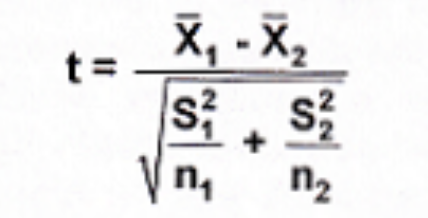 t = (X̄₁ - X̄₂) / √(S₁²/n₁ + S₂²/n₂)